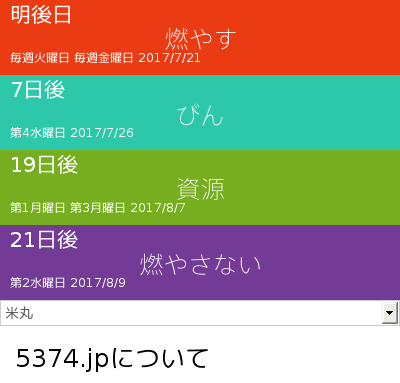 明後日
燃やす
毎週火曜日 毎週金曜日 2017/7/21
7日後
びん
第4水曜日 2017/7/26
19日後
資源
第1月曜日 第3月曜日 2017/8/7
21日後
燃やさない
第2水曜日 2017/8/9
米丸
5374.jpについて